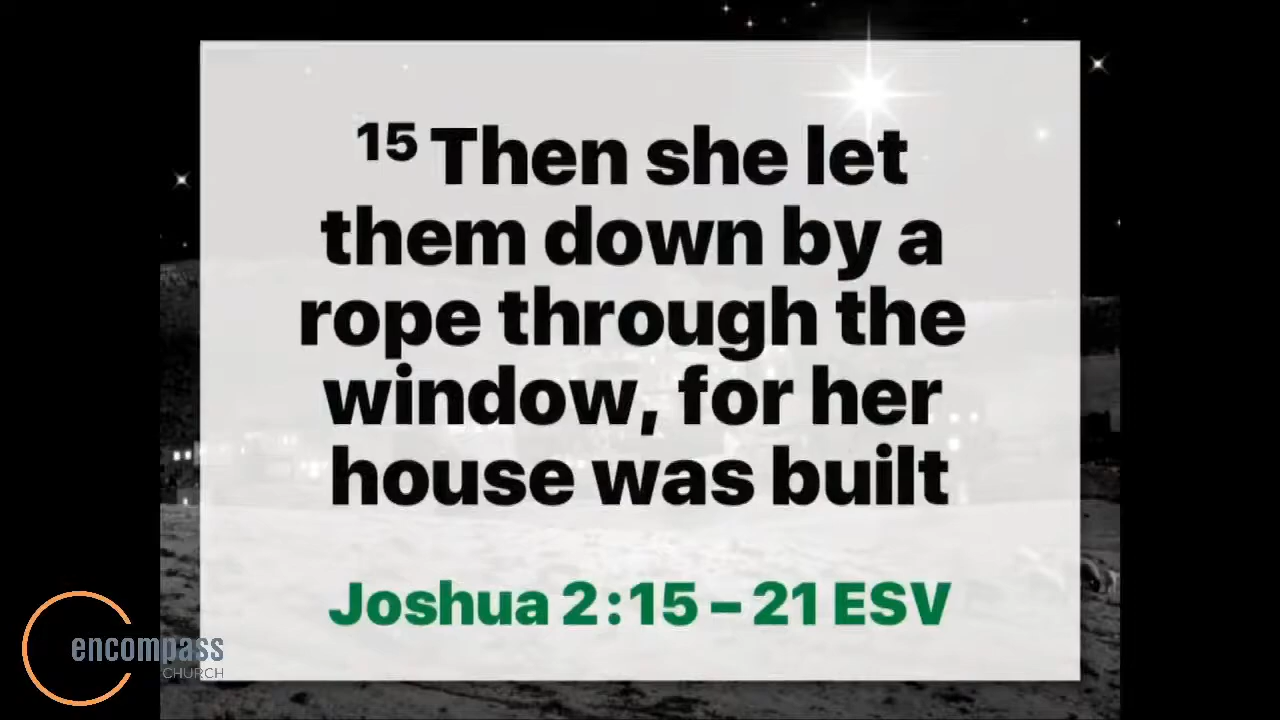 15 Then she let
them down by a
rope through the
window, for her
house was built
Joshua 2:15 – 21 ESV
encompass
CHURCH